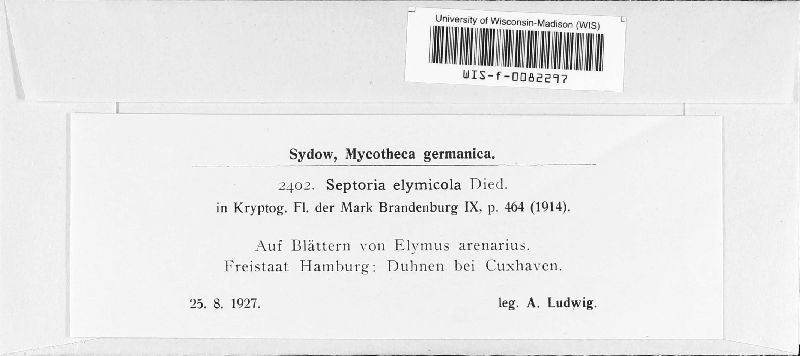 University of Wisconsin-Madison (WIS)
WIS-f-0082297
Sydow, Mycotheca germanica.
2402. Septoria elymicola Died.
in Kryptog. Fl. der Mark Brandenburg IX, p. 464 (1914).
Auf Blättern von Elymus arenarius.
Freistaat Hamburg: Duhnen bei Cuxhaven.
25. 8. 1927. leg. A. Ludwig.